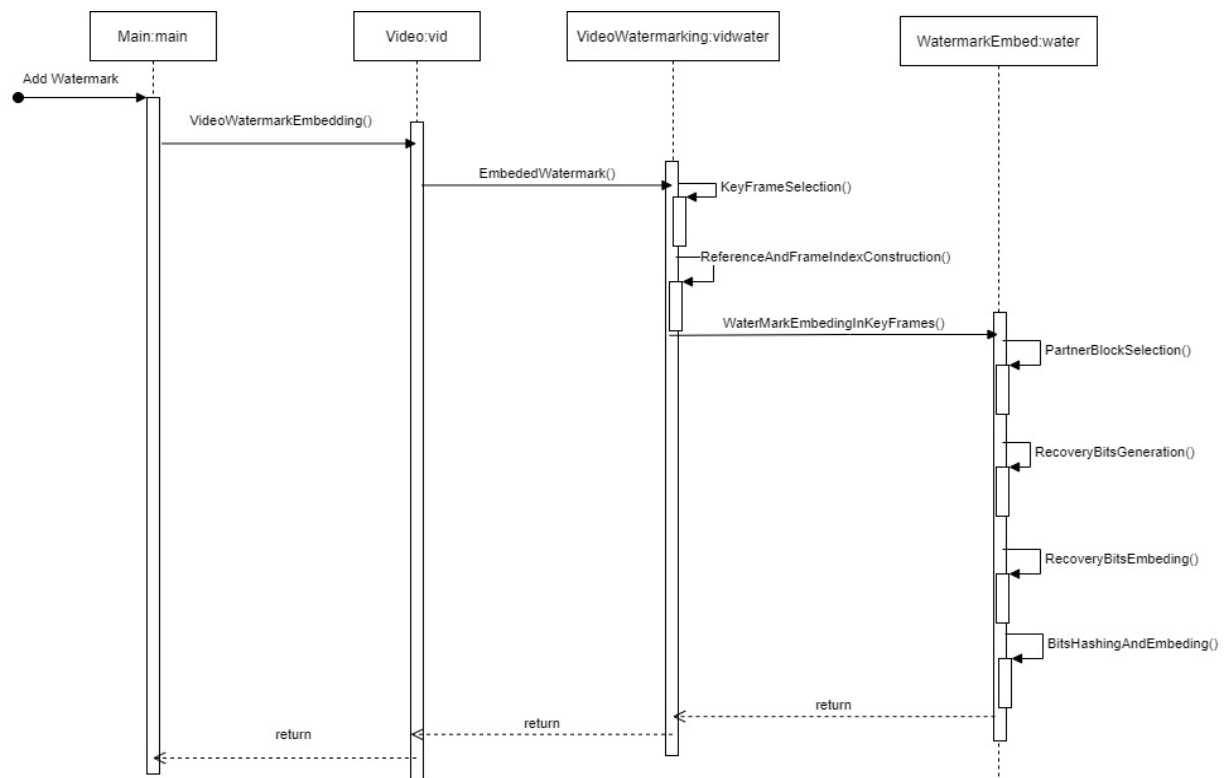 Main:main
Video:vid
VideoWatermarking:vidwater
WatermarkEmbed:water
Add Watermark
VideoWatermarkEmbedding()
EmbededWatermark()
KeyFrameSelection()
ReferenceAndFrameIndexConstruction()
WaterMarkEmbedingInKeyFrames()
PartnerBlockSelection()
RecoveryBitsGeneration()
RecoveryBitsEmbeding()
BitsHashingAndEmbeding()
return
return
return